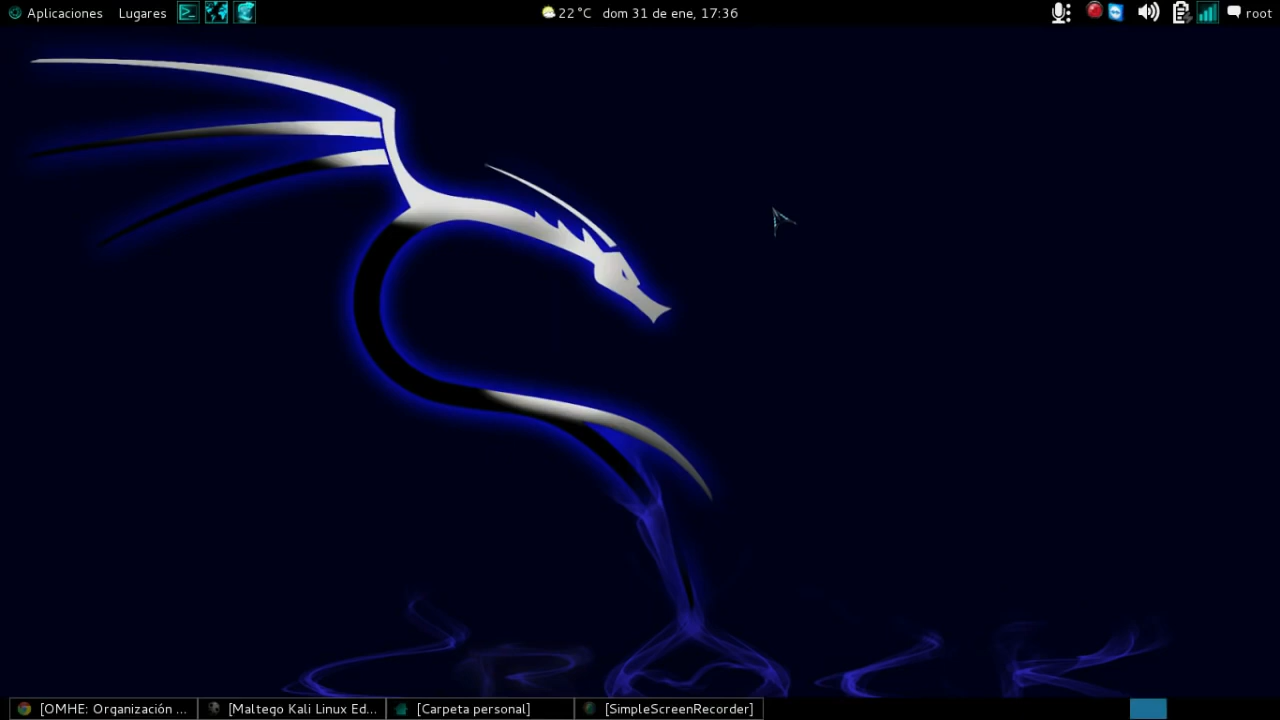 Aplicaciones Lugares 22 °C dom 31 de ene, 17:36 root
[OMHE: Organización ... [Maltego Kali Linux Ed... [Carpeta personal] [SimpleScreenRecorder]